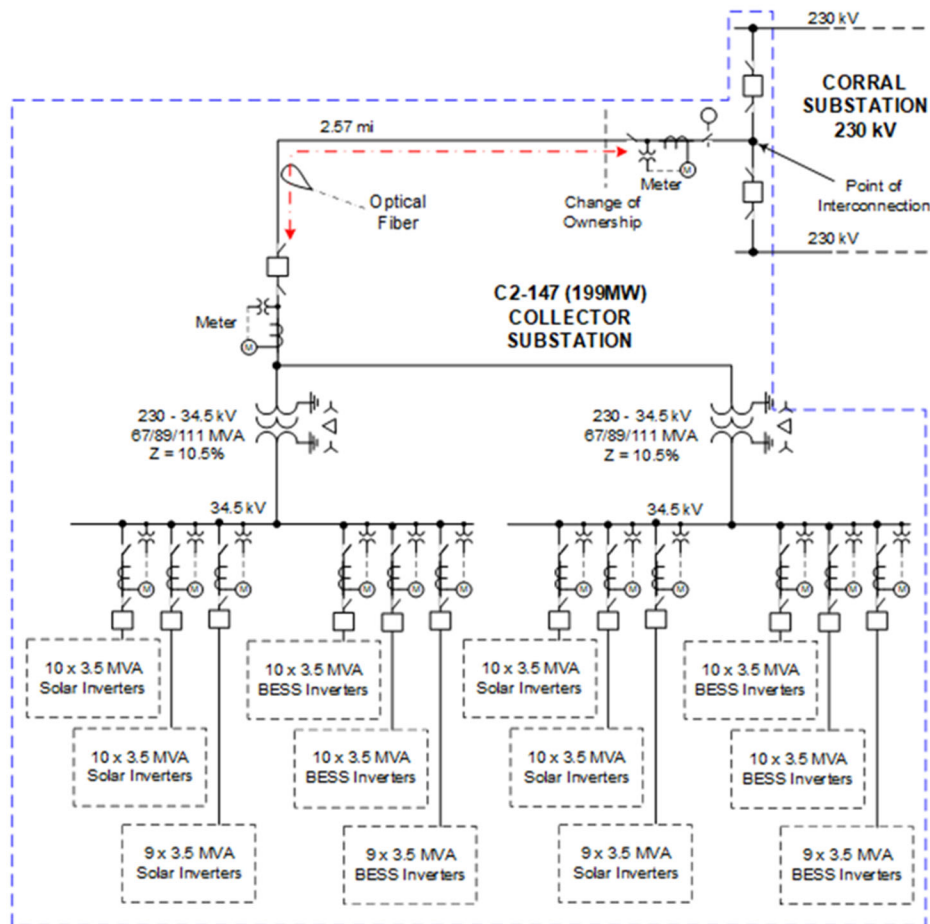 230 kV
CORRAL
SUBSTATION
230 kV
2.57 mi
M
Meter
Point of
Interconnection
Optical
Fiber
Change of
Ownership
230 kV
C2-147 (199MW)
COLLECTOR
SUBSTATION
Meter
M
230 - 34.5 kV
67/89/111 MVA
Z = 10.5%
230 - 34.5 kV
67/89/111 MVA
Z = 10.5%
34.5 kV
34.5 kV
M M M M M M M M M M M M
10 x 3.5 MVA
Solar Inverters
10 x 3.5 MVA
BESS Inverters
10 x 3.5 MVA
Solar Inverters
10 x 3.5 MVA
BESS Inverters
10 x 3.5 MVA
Solar Inverters
10 x 3.5 MVA
BESS Inverters
10 x 3.5 MVA
Solar Inverters
10 x 3.5 MVA
BESS Inverters
9 x 3.5 MVA
Solar Inverters
9 x 3.5 MVA
BESS Inverters
9 x 3.5 MVA
Solar Inverters
9 x 3.5 MVA
BESS Inverters